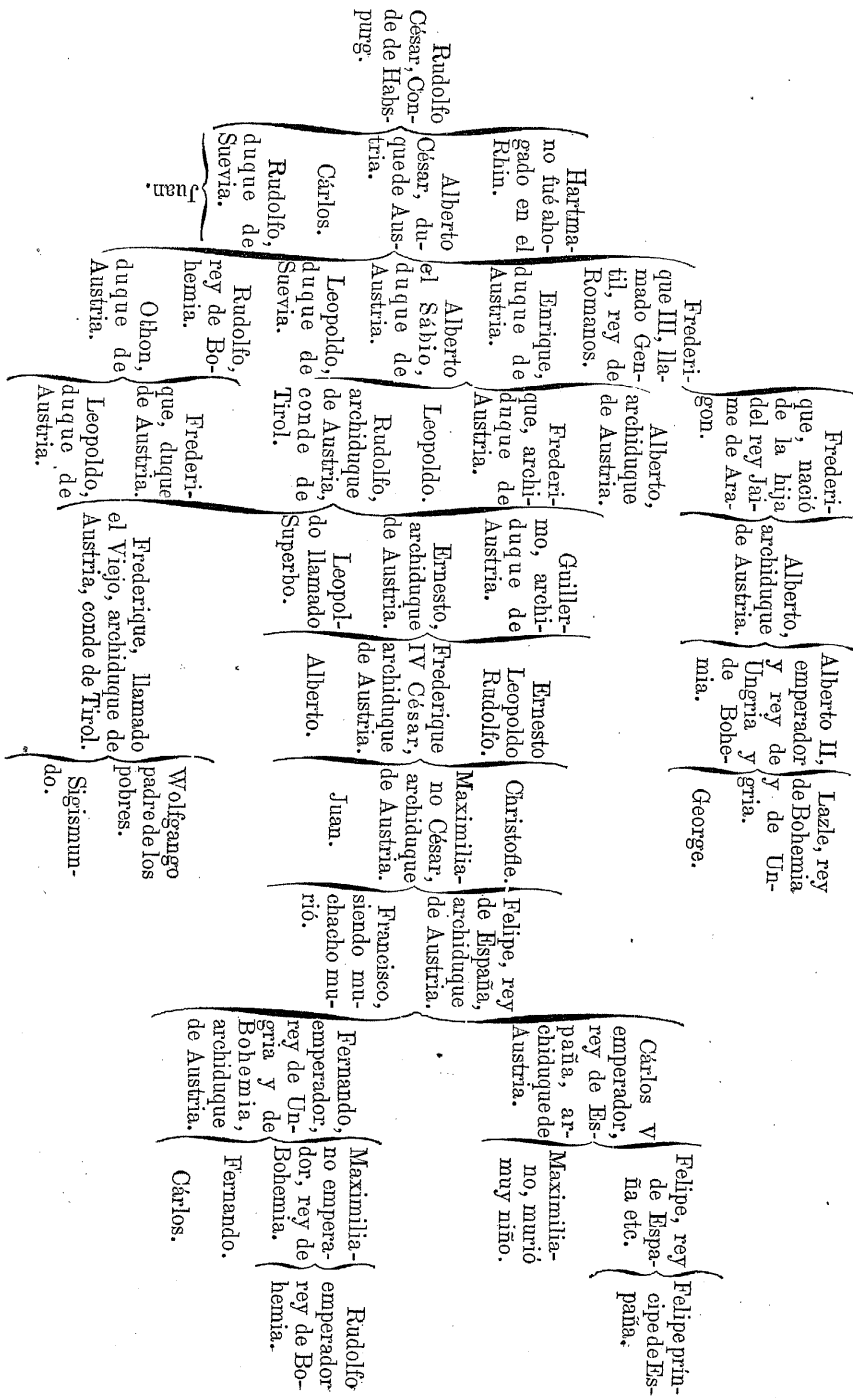 Rudolfo
César, Con-
de de Habs-
purg.
Hartma-
no fué aho-
gado en el
Rhin.
Alberto
César, du-
que de Aus-
tria.
Cárlos.
Rudolfo,
duque de
Suevia.
Juan.
Frederi-
que III, lla-
mado Gen-
til, rey de
Romanos.
Enrique,
duque de
Austria.
Alberto
el Sábio,
duque de
Austria.
Leopoldo,
duque de
Suevia.
Rudolfo,
rey de Bo-
hemia.
Othon,
duque de
Austria.
Frederi-
que, nació
de la hija
del rey Jai-
me de Ara-
gon.
Alberto,
archiduque
de Austria.
Frederi-
que, archi-
duque de
Austria.
Leopoldo.
Rudolfo,
archiduque
de Austria,
conde de
Tirol.
Frederi-
que, duque
de Austria.
Leopoldo,
duque de
Austria.
Alberto,
archiduque
de Austria.
Guiller-
mo, archi-
duque de
Austria.
Ernesto,
archiduque
de Austria.
Leopol-
do llamado
Superbo.
Frederique, llamado
el Viejo, archiduque de
Austria, conde de Tirol.
Alberto II,
emperador
y rey de
Ungria y
de Bohe-
mia.
Ernesto
Leopoldo
Rudolfo.
Frederique
IV César,
archiduque
de Austria.
Alberto.
Wolfgango
padre de los
pobres.
Sigismun-
do.
Lazle, rey
de Bohemia
y de Un-
gria.
George.
Christofle.
Maximilia-
no César,
archiduque
de Austria.
Juan.
Felipe, rey
de España,
archiduque
de Austria.
Francisco,
siendo mu-
chacho mu-
rió.
Cárlos V
emperador,
rey de Es-
paña, ar-
chiduque de
Austria.
Fernando,
emperador,
rey de Un-
gria y de
Bohemia,
archiduque
de Austria.
Felipe, rey
de Espa-
ña etc.
Maximilia-
no, murió
muy niño.
Maximilia-
no empera-
dor, rey de
Bohemia.
Fernando.
Cárlos.
Felipe prín-
cipe de Es-
paña.
Rudolfo
emperador
rey de Bo-
hemia.